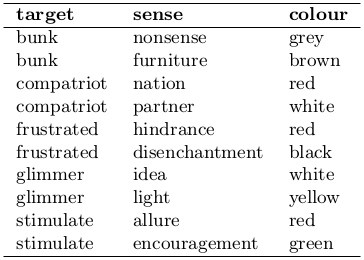 target sense colour
bunk nonsense grey
bunk furniture brown
compatriot nation red
compatriot partner white
frustrated hindrance red
frustrated disenchantment black
glimmer idea white
glimmer light yellow
stimulate allure red
stimulate encouragement green